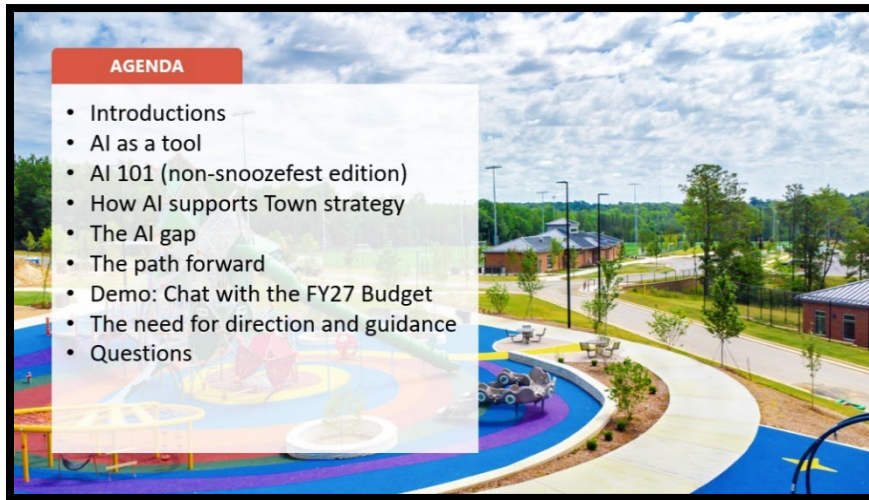 AGENDA
• Introductions
• AI as a tool
• AI 101 (non-snoozefest edition)
• How AI supports Town strategy
• The AI gap
• The path forward
• Demo: Chat with the FY27 Budget
• The need for direction and guidance
• Questions